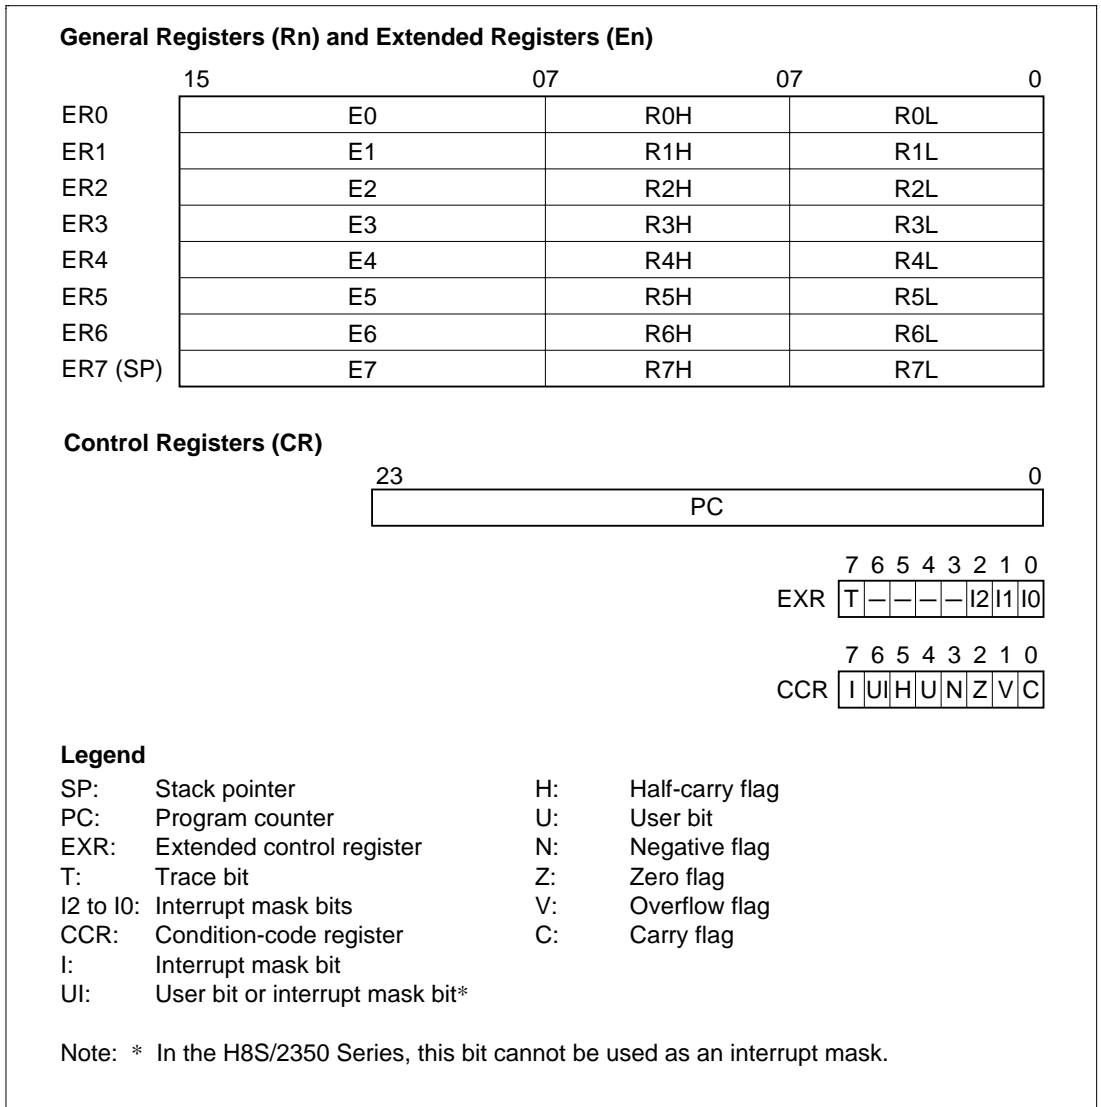 General Registers (Rn) and Extended Registers (En)
15 07 07 0
ER0 E0 R0H R0L
ER1 E1 R1H R1L
ER2 E2 R2H R2L
ER3 E3 R3H R3L
ER4 E4 R4H R4L
ER5 E5 R5H R5L
ER6 E6 R6H R6L
ER7 (SP) E7 R7H R7L
Control Registers (CR)
23 0
PC
7 6 5 4 3 2 1 0
EXR T — — — — I2 I1 I0
7 6 5 4 3 2 1 0
CCR I UI H U N Z V C
Legend
SP: Stack pointer H: Half-carry flag
PC: Program counter U: User bit
EXR: Extended control register N: Negative flag
T: Trace bit Z: Zero flag
I2 to I0: Interrupt mask bits V: Overflow flag
CCR: Condition-code register C: Carry flag
I: Interrupt mask bit
UI: User bit or interrupt mask bit*
Note: * In the H8S/2350 Series, this bit cannot be used as an interrupt mask.